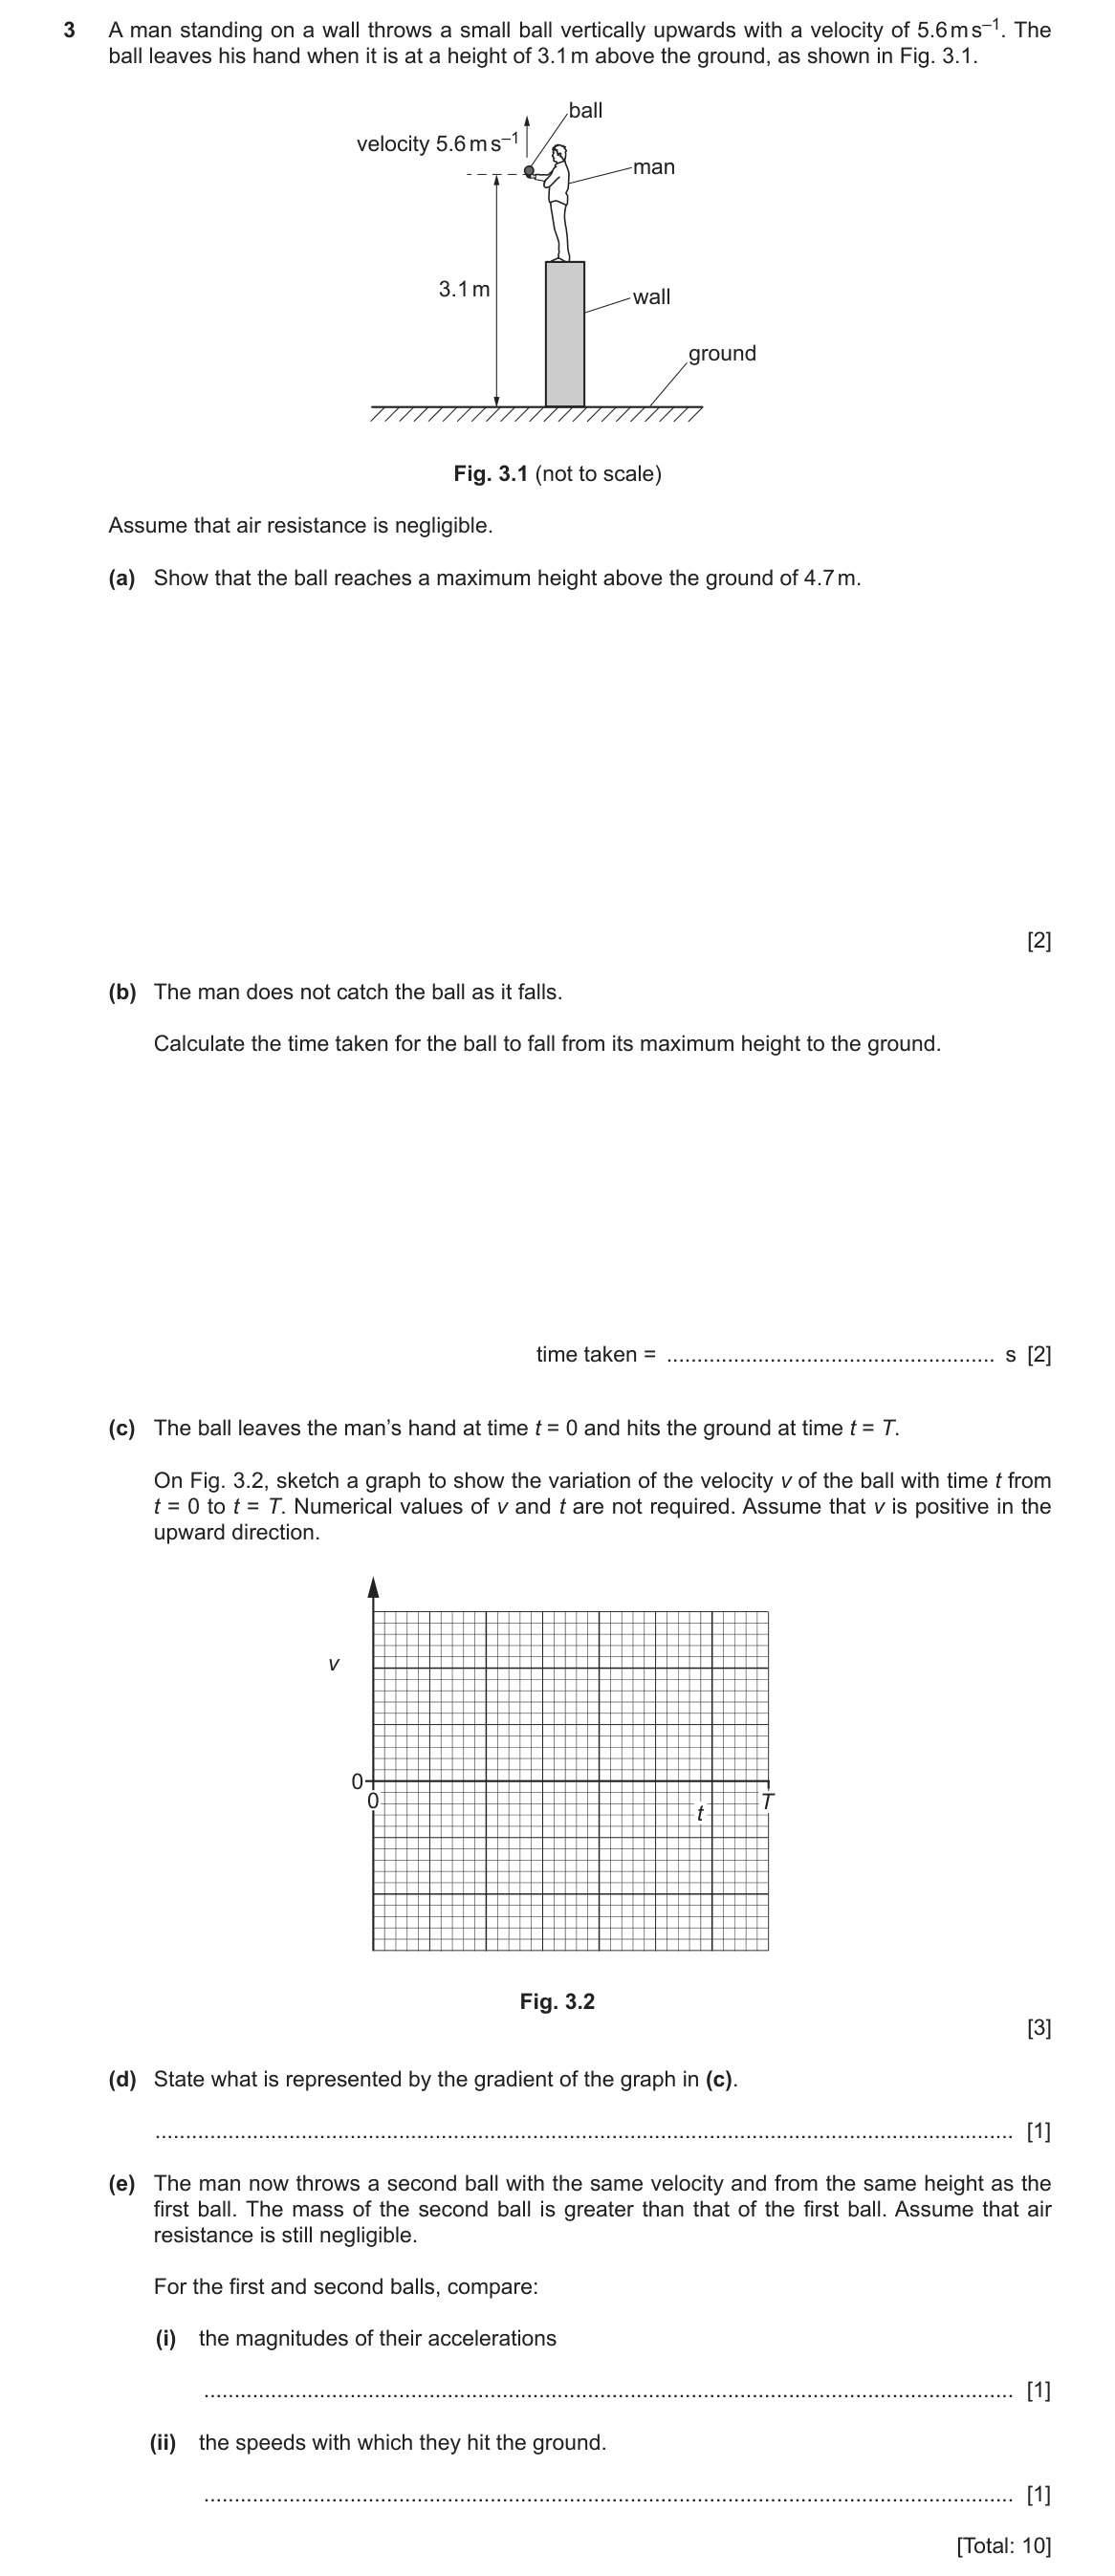 3 A man standing on a wall throws a small ball vertically upwards with a velocity of 5.6 m s⁻¹. The
ball leaves his hand when it is at a height of 3.1 m above the ground, as shown in Fig. 3.1.
ball
velocity 5.6 m s⁻¹
man
3.1 m
wall
ground
Fig. 3.1 (not to scale)
Assume that air resistance is negligible.
(a) Show that the ball reaches a maximum height above the ground of 4.7 m.
[2]
(b) The man does not catch the ball as it falls.
Calculate the time taken for the ball to fall from its maximum height to the ground.
time taken = ...................................................... s [2]
(c) The ball leaves the man's hand at time t = 0 and hits the ground at time t = T.
On Fig. 3.2, sketch a graph to show the variation of the velocity v of the ball with time t from
t = 0 to t = T. Numerical values of v and t are not required. Assume that v is positive in the
upward direction.
v
0
0
t
T
Fig. 3.2
[3]
(d) State what is represented by the gradient of the graph in (c).
............................................................................................................................................ [1]
(e) The man now throws a second ball with the same velocity and from the same height as the
first ball. The mass of the second ball is greater than that of the first ball. Assume that air
resistance is still negligible.
For the first and second balls, compare:
(i) the magnitudes of their accelerations
..................................................................................................................................... [1]
(ii) the speeds with which they hit the ground.
..................................................................................................................................... [1]
[Total: 10]